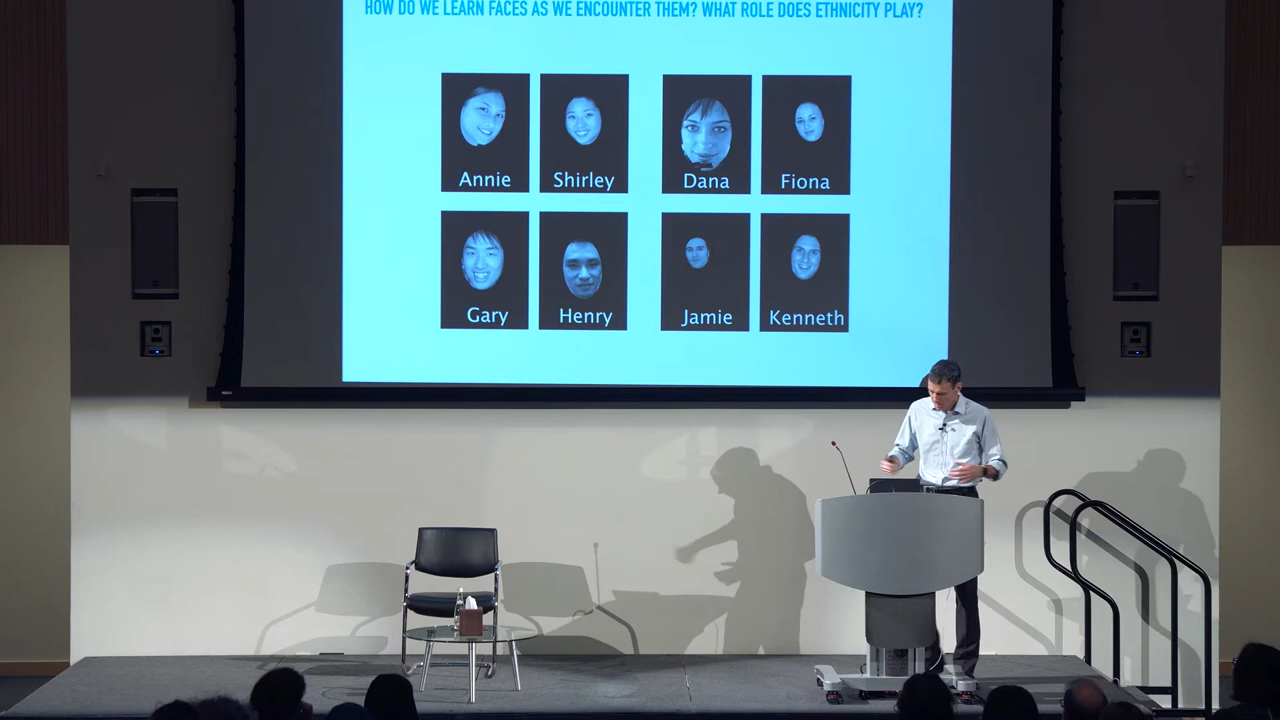 HOW DO WE LEARN FACES AS WE ENCOUNTER THEM? WHAT ROLE DOES ETHNICITY PLAY?
Annie Shirley Dana Fiona
Gary Henry Jamie Kenneth